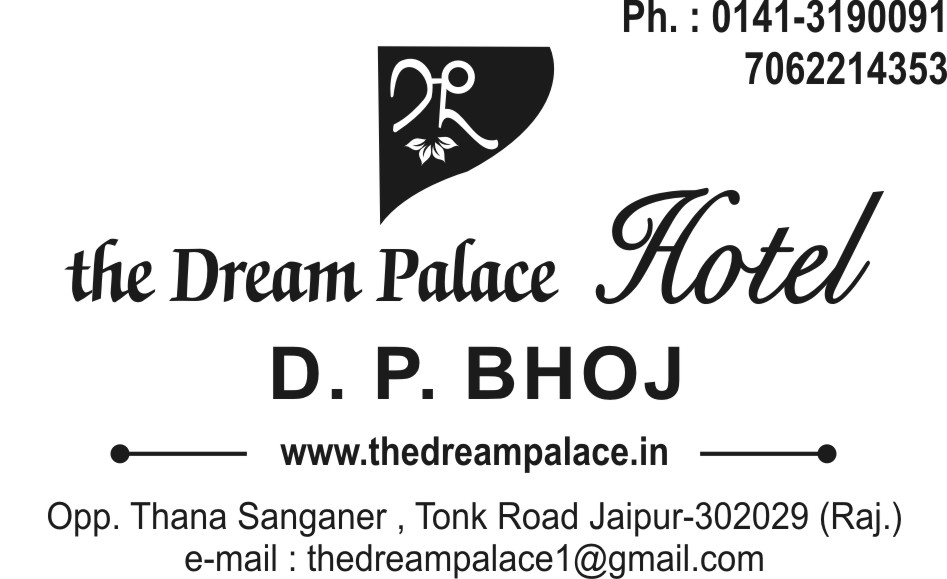 Ph. : 0141-3190091
7062214353
the Dream Palace Hotel
D. P. BHOJ
www.thedreampalace.in
Opp. Thana Sanganer , Tonk Road Jaipur-302029 (Raj.)
e-mail : thedreampalace1@gmail.com